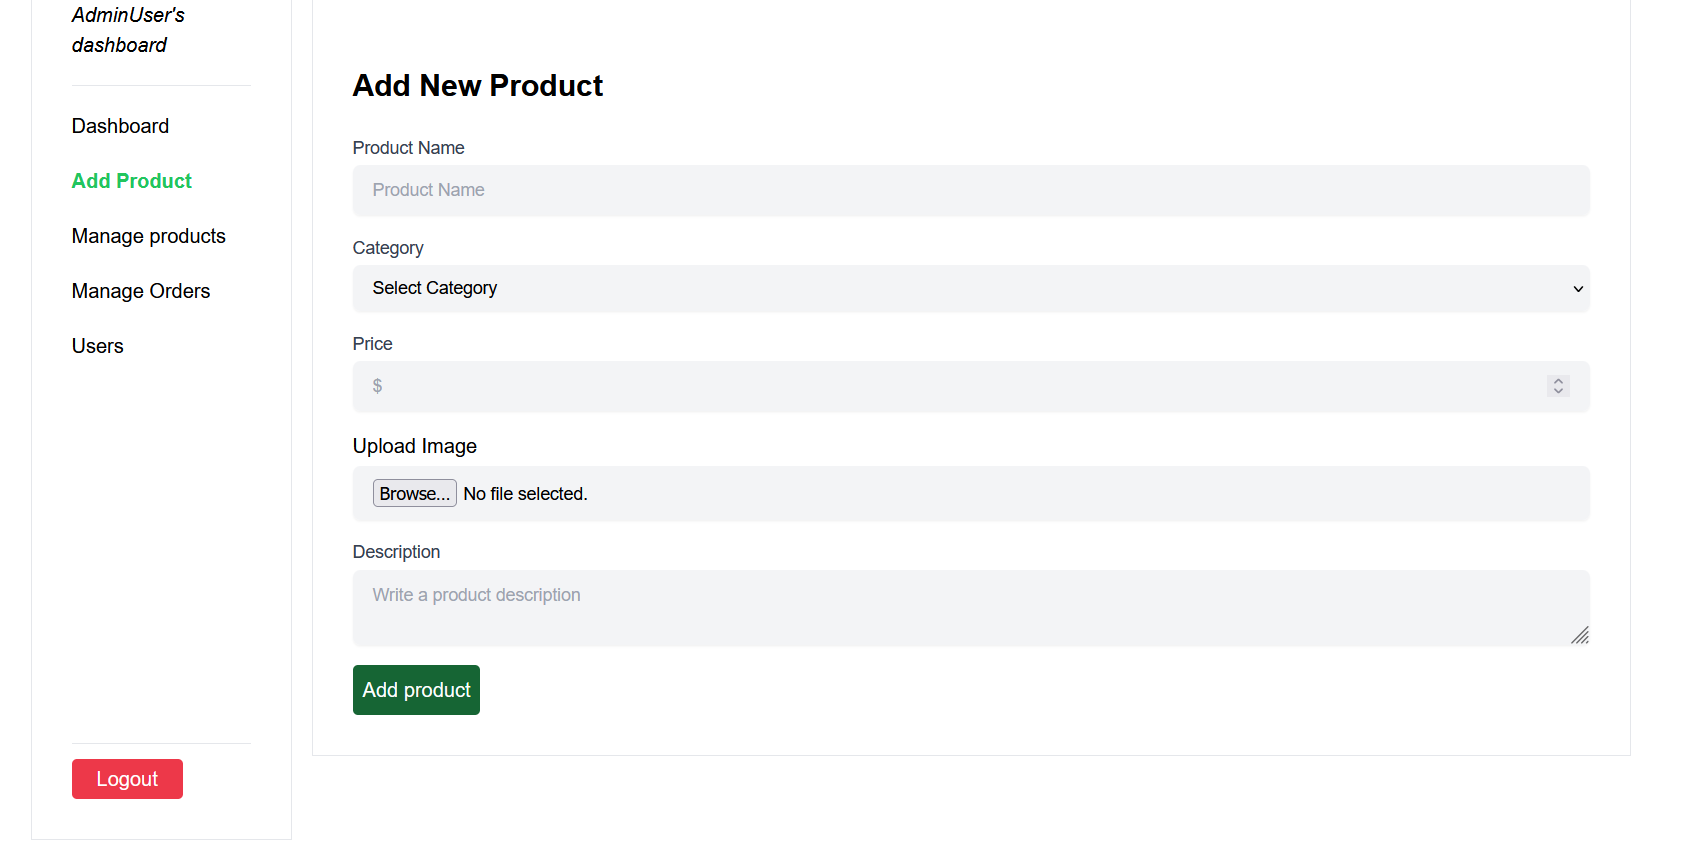 AdminUser's
dashboard
Dashboard
Add Product
Manage products
Manage Orders
Users
Logout
Add New Product
Product Name
Product Name
Category
Select Category
Price
$
Upload Image
Browse... No file selected.
Description
Write a product description
Add product